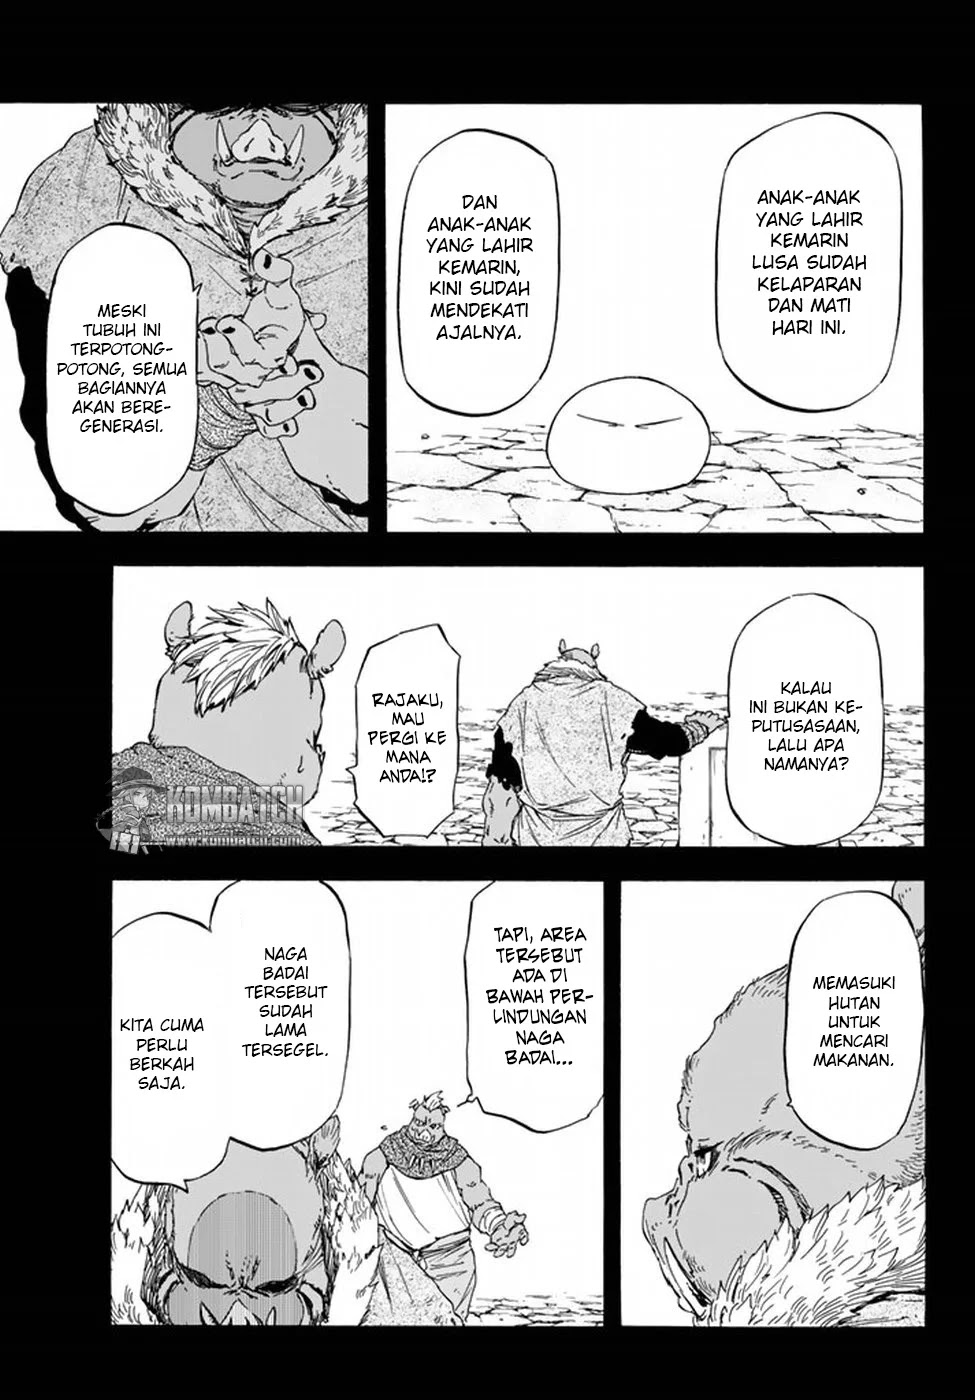 ANAK-ANAK
YANG LAHIR
KEMARIN
LUSA SUDAH
KELAPARAN
DAN MATI
HARI INI.
DAN
ANAK-ANAK
YANG LAHIR
KEMARIN,
KINI SUDAH
MENDEKATI
AJALNYA.
MESKI
TUBUH INI
TERPOTONG-
POTONG, SEMUA
BAGIANNYA
AKAN BERE-
GENERASI.
KALAU
INI BUKAN KE-
PUTUSASAAN,
LALU APA
NAMANYA?
RAJAKU,
MAU
PERGI KE
MANA
ANDA!?
KOMBATCH
www.kombatch.com
MEMASUKI
HUTAN
UNTUK
MENCARI
MAKANAN.
TAPI, AREA
TERSEBUT
ADA DI
BAWAH PER-
LINDUNGAN
NAGA
BADAI...
NAGA
BADAI
TERSEBUT
SUDAH
LAMA
TERSEGEL.
KITA CUMA
PERLU
BERKAH
SAJA.